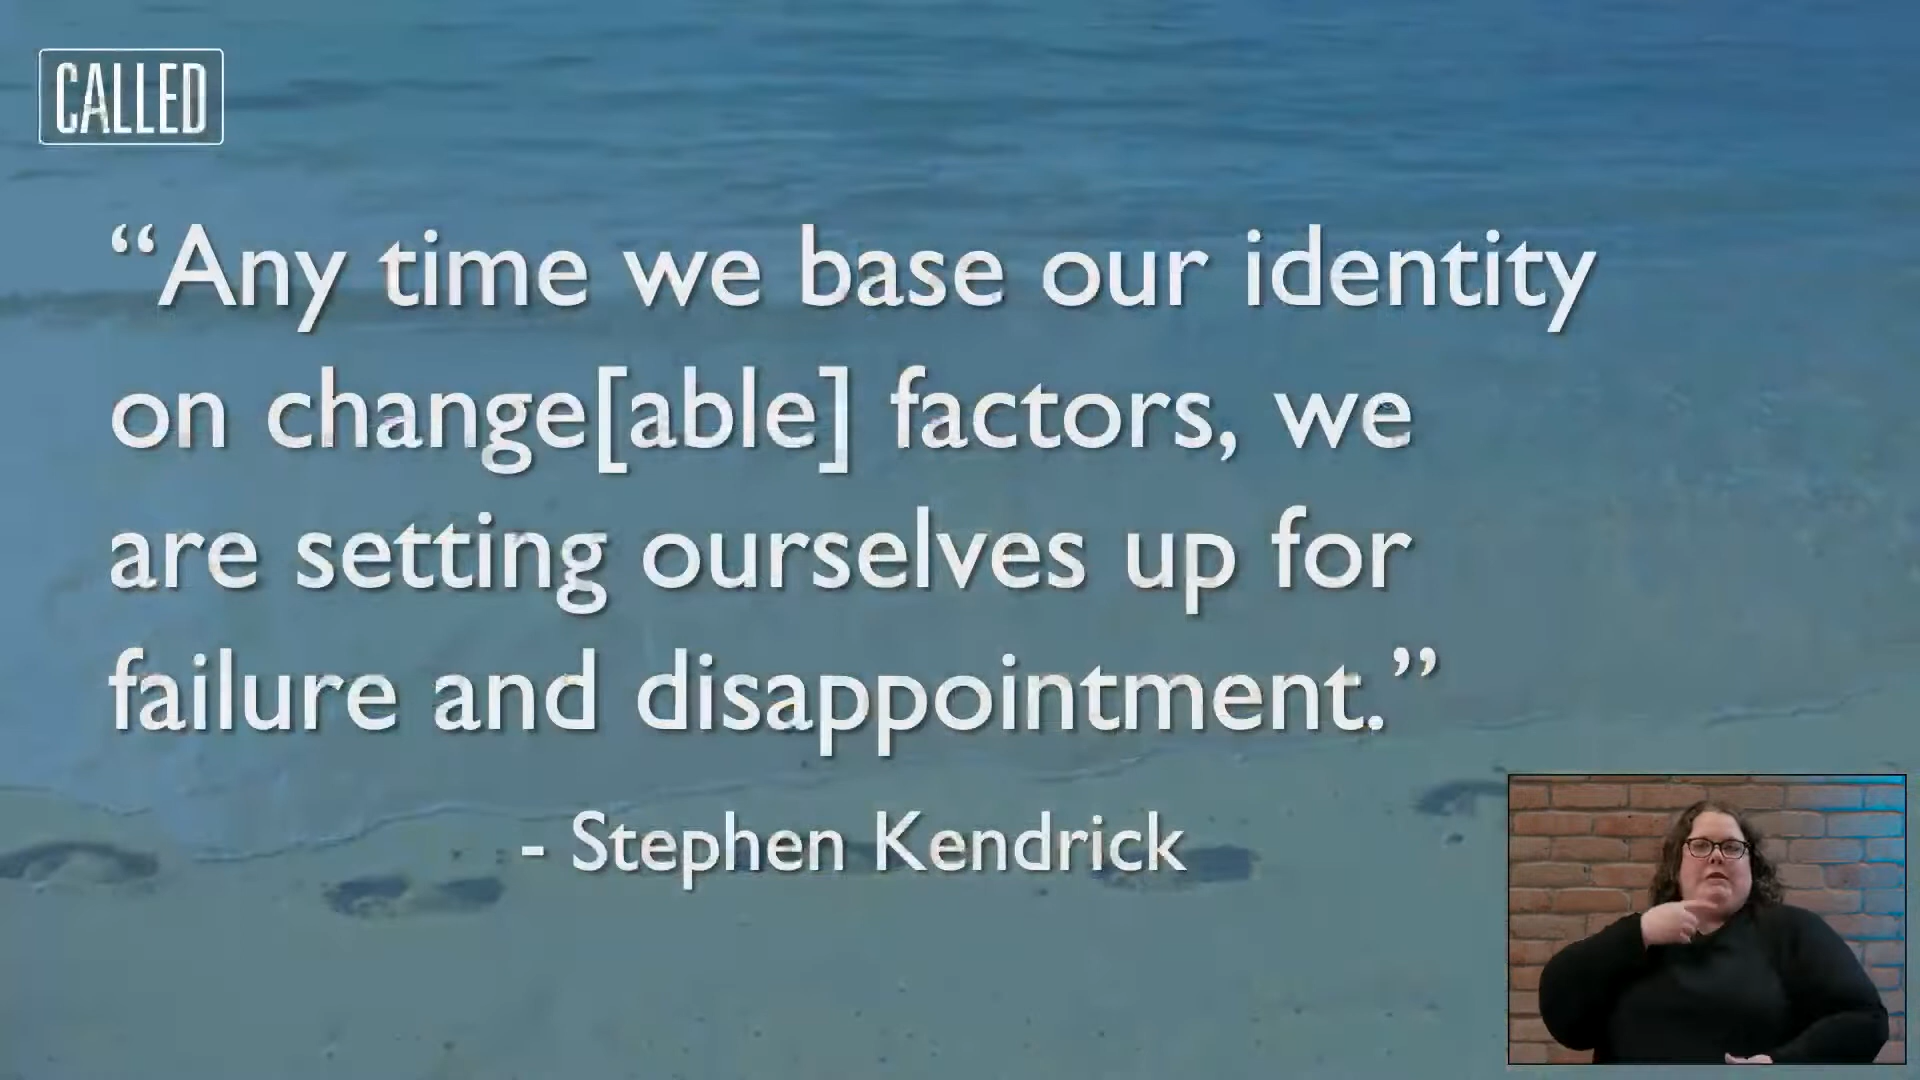 CALLED
“Any time we base our identity
on change[able] factors, we
are setting ourselves up for
failure and disappointment.”
- Stephen Kendrick